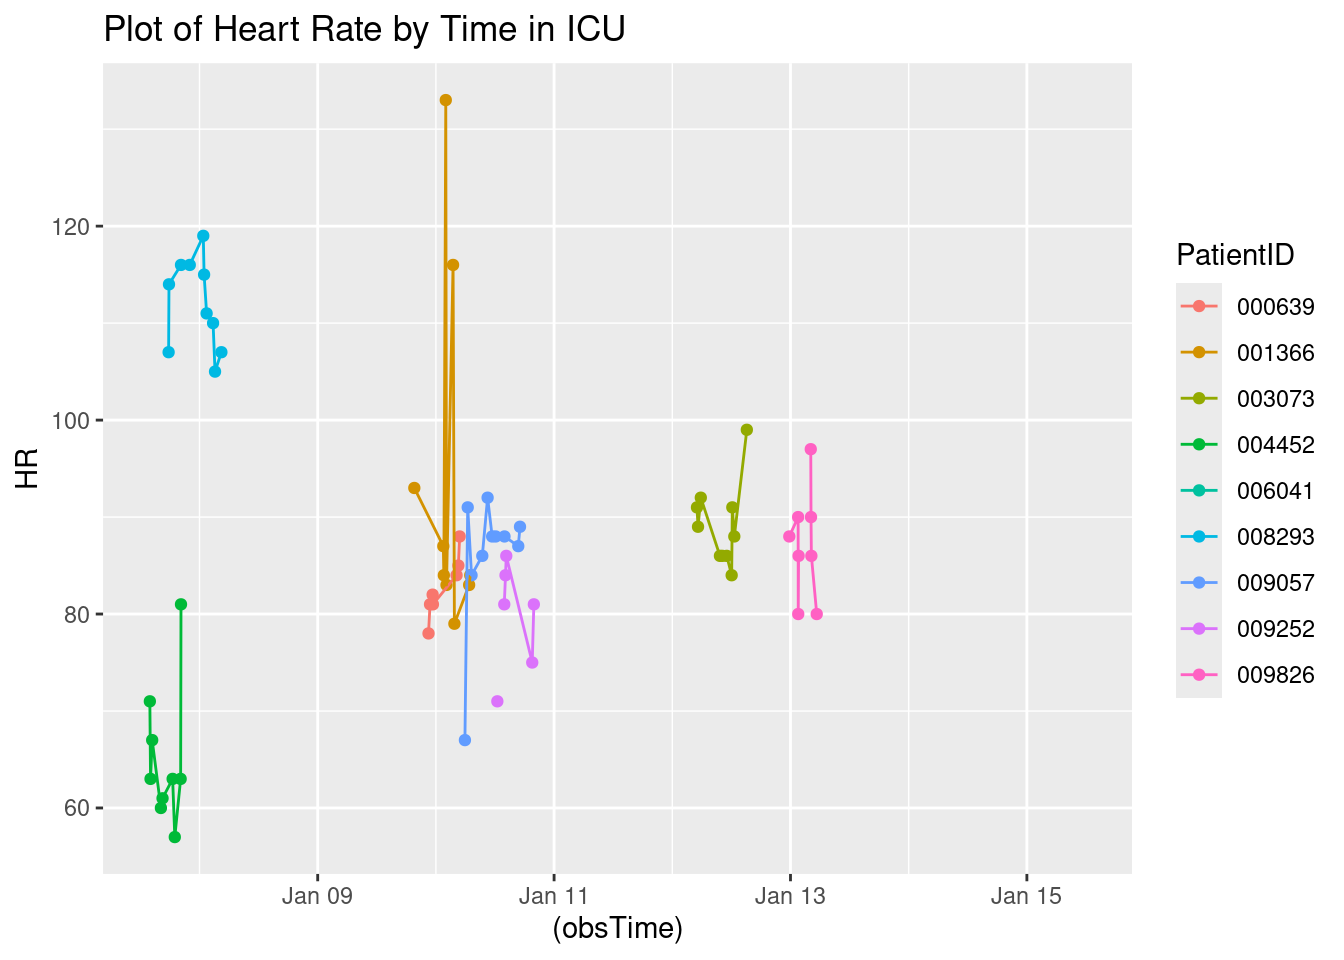 Plot of Heart Rate by Time in ICU
120
100
80
60
HR
Jan 09
Jan 11
Jan 13
Jan 15
(obsTime)
PatientID
000639
001366
003073
004452
006041
008293
009057
009252
009826